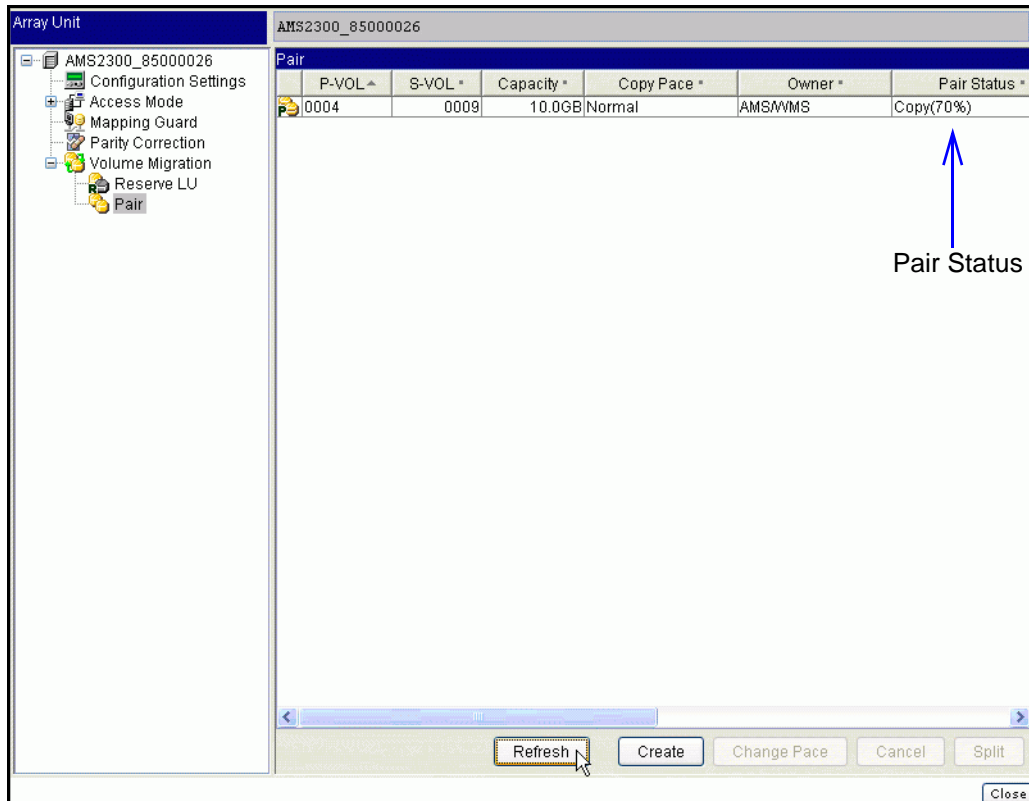 Array Unit
AMS2300_85000026
AMS2300_85000026
Configuration Settings
Access Mode
Mapping Guard
Parity Correction
Volume Migration
Reserve LU
Pair
Pair
P-VOL S-VOL Capacity Copy Pace Owner Pair Status
0004 0009 10.0GB Normal AMS/WMS Copy(70%)
Pair Status
Refresh Create Change Pace Cancel Split
Close